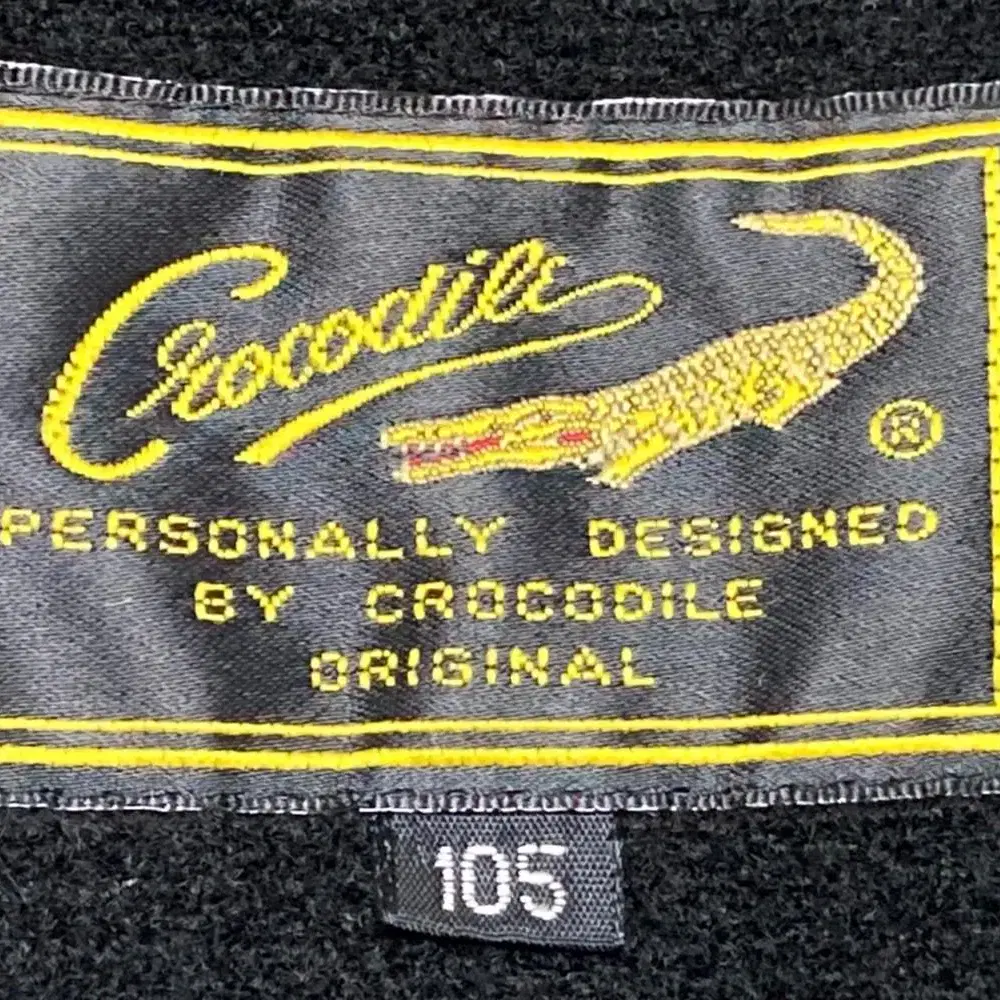 Crocodile
®
PERSONALLY DESIGNED
BY CROCODILE
ORIGINAL
105